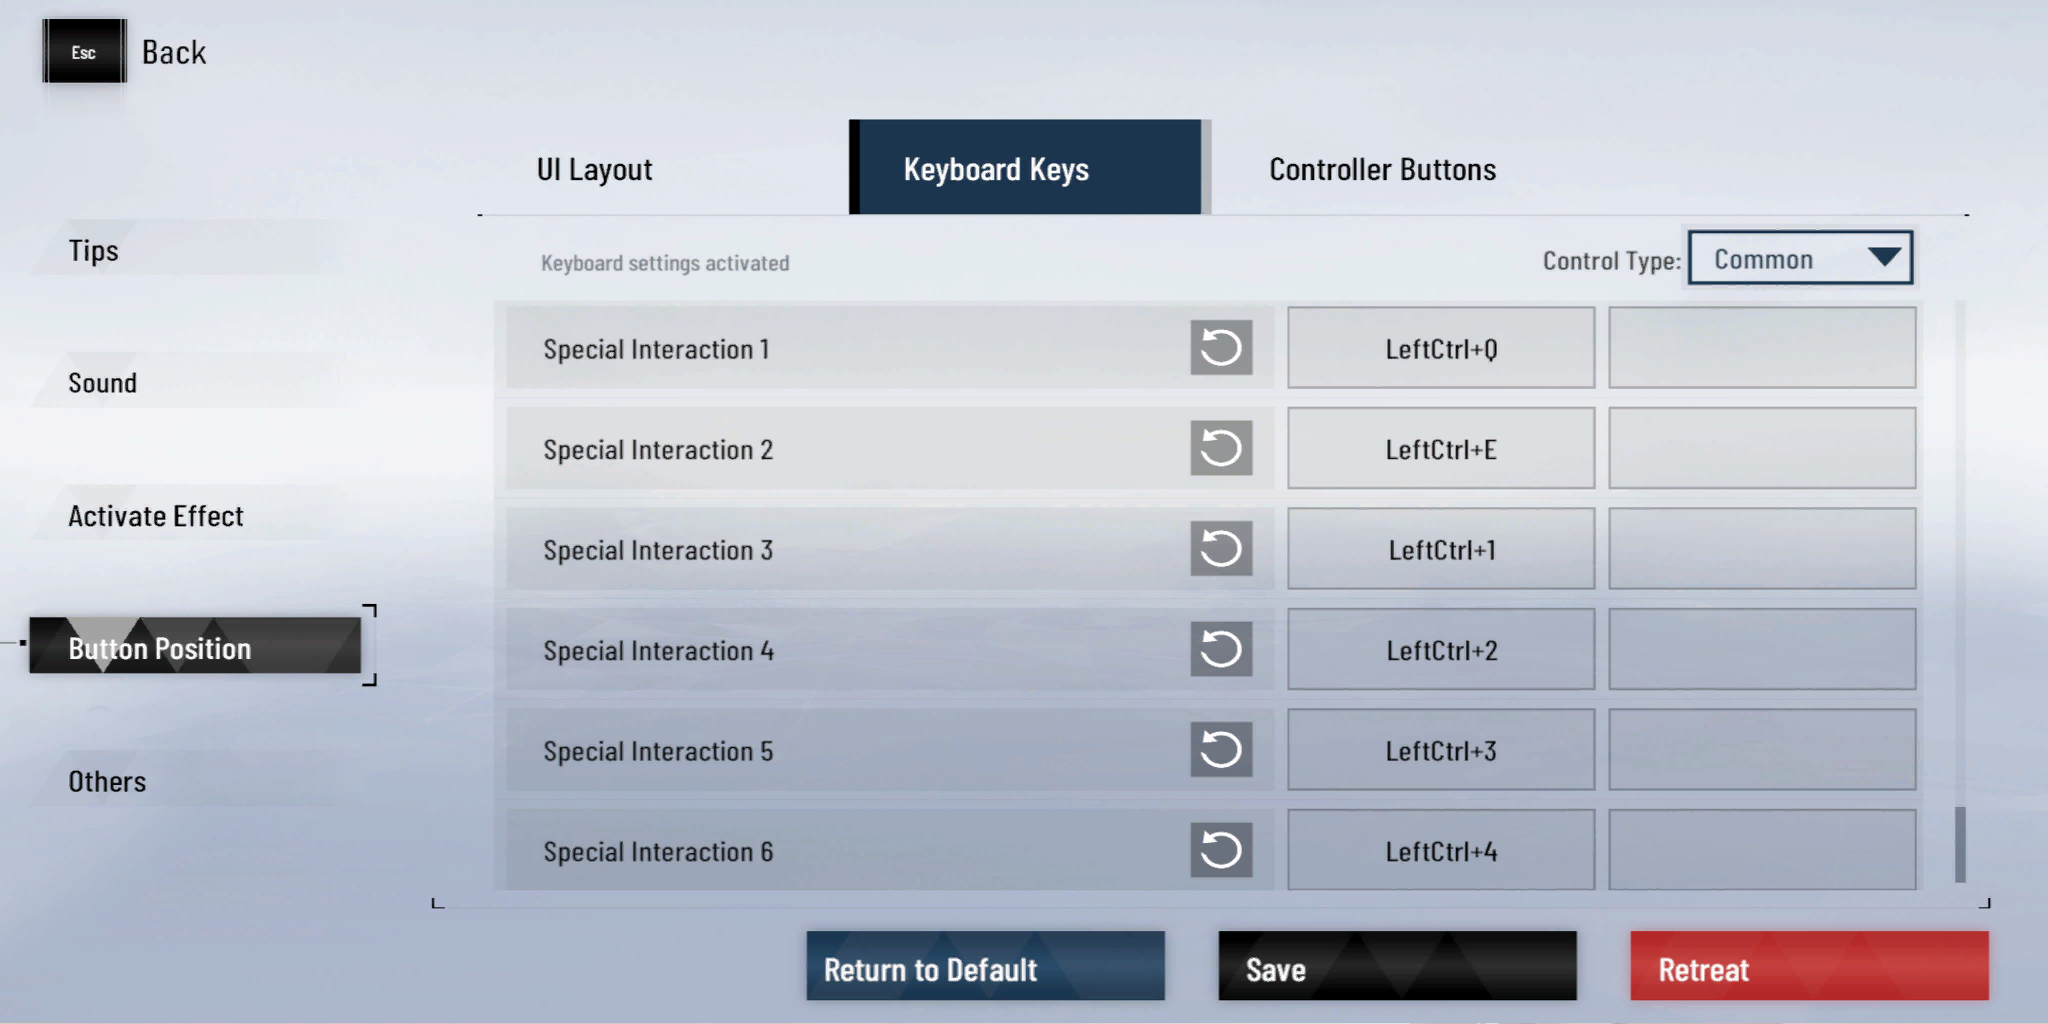 Esc Back
UI Layout
Keyboard Keys
Controller Buttons
Keyboard settings activated
Control Type: Common
Tips
Sound
Activate Effect
Button Position
Others
Special Interaction 1 LeftCtrl+Q
Special Interaction 2 LeftCtrl+E
Special Interaction 3 LeftCtrl+1
Special Interaction 4 LeftCtrl+2
Special Interaction 5 LeftCtrl+3
Special Interaction 6 LeftCtrl+4
Return to Default
Save
Retreat